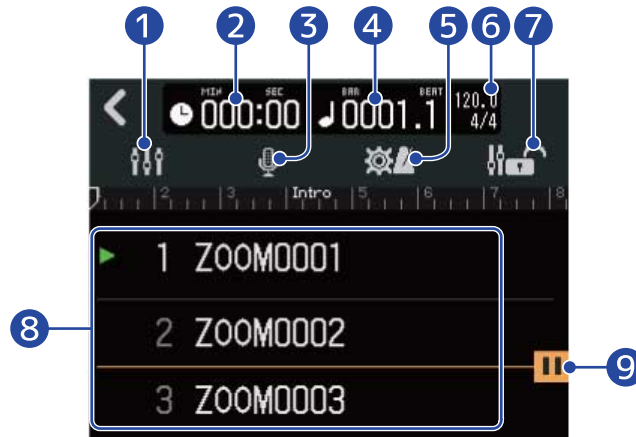 1 2 3 4 5 6 7
MIN SEC BAR BEAT
000:00 0001.1 120.0
4/4
2 3 Intro 5 6 7 8
1 ZOOM0001
8
2 ZOOM0002
9
3 ZOOM0003